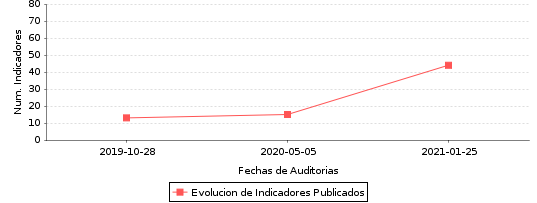 80
70
60
50
40
30
20
10
0
Num. Indicadores
2019-10-28 2020-05-05 2021-01-25
Fechas de Auditorias
Evolucion de Indicadores Publicados